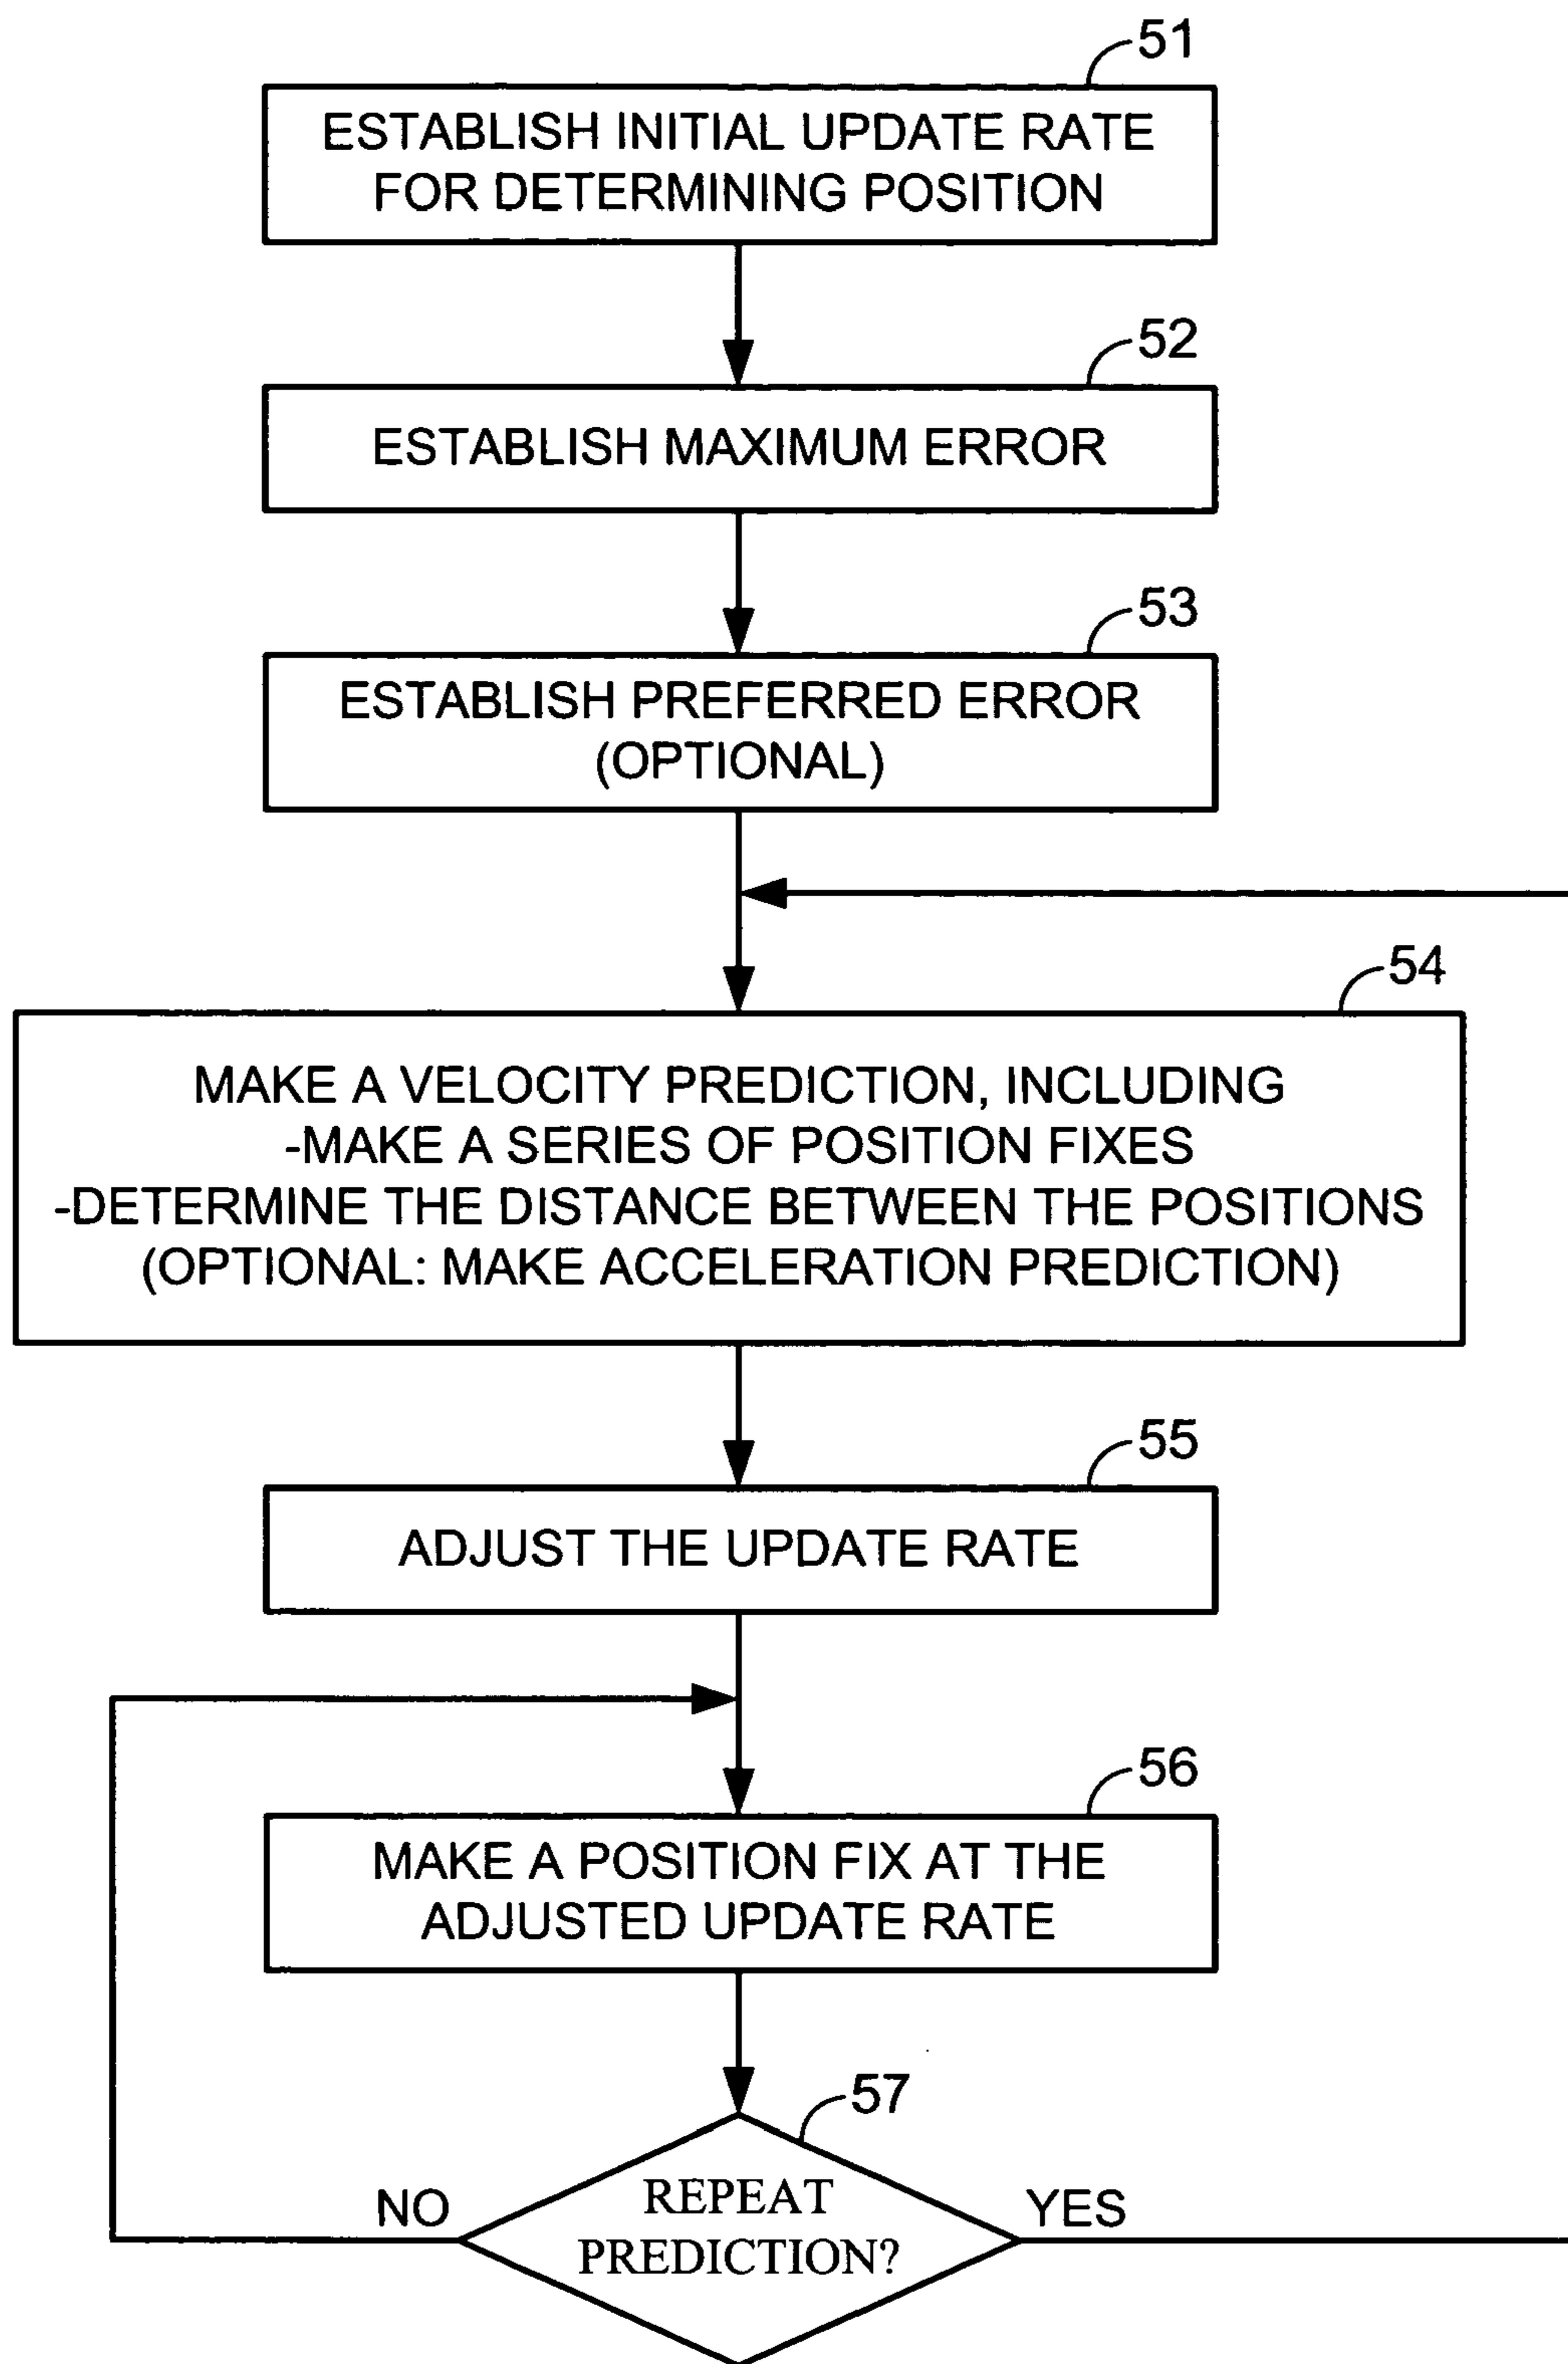 51
ESTABLISH INITIAL UPDATE RATE
FOR DETERMINING POSITION
52
ESTABLISH MAXIMUM ERROR
53
ESTABLISH PREFERRED ERROR
(OPTIONAL)
54
MAKE A VELOCITY PREDICTION, INCLUDING
-MAKE A SERIES OF POSITION FIXES
-DETERMINE THE DISTANCE BETWEEN THE POSITIONS
(OPTIONAL: MAKE ACCELERATION PREDICTION)
55
ADJUST THE UPDATE RATE
56
MAKE A POSITION FIX AT THE
ADJUSTED UPDATE RATE
57
NO
REPEAT
PREDICTION?
YES